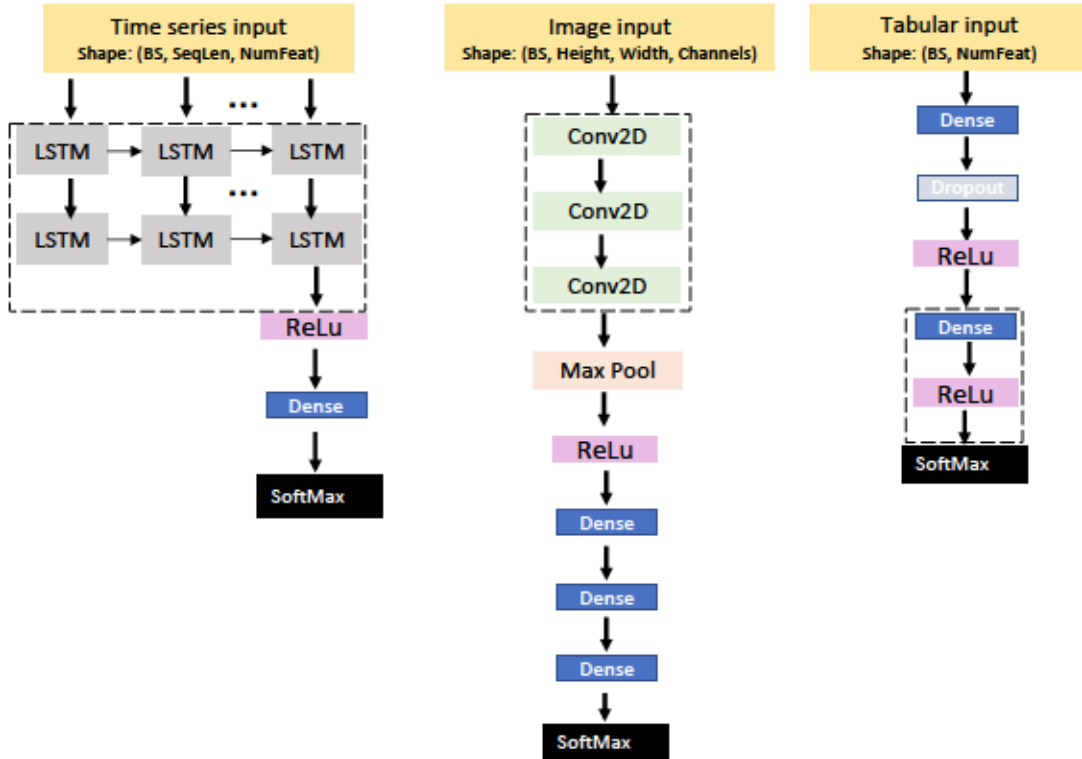 Time series input
Shape: (BS, SeqLen, NumFeat)
...
LSTM
LSTM
LSTM
...
LSTM
LSTM
LSTM
ReLu
Dense
SoftMax
Image input
Shape: (BS, Height, Width, Channels)
Conv2D
Conv2D
Conv2D
Max Pool
ReLu
Dense
Dense
Dense
SoftMax
Tabular input
Shape: (BS, NumFeat)
Dense
Dropout
ReLu
Dense
ReLu
SoftMax